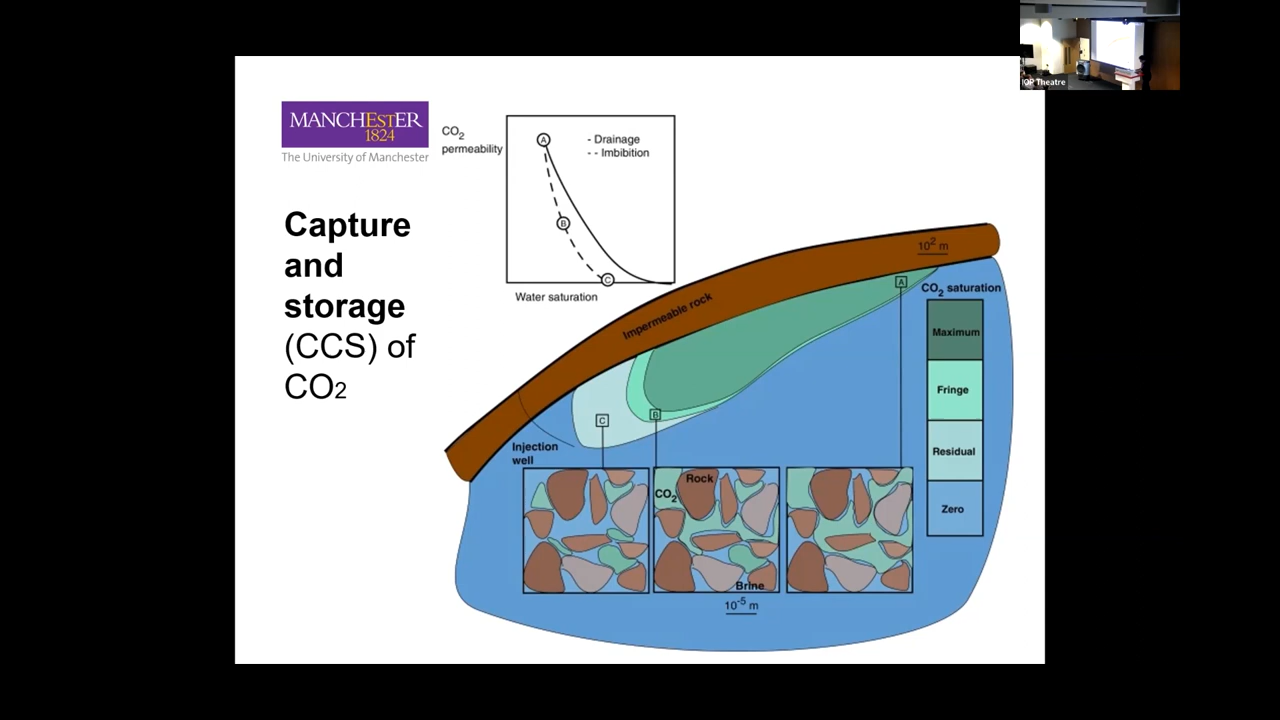 IOP Theatre
MANCHESTER
1824
The University of Manchester
Capture
and
storage
(CCS) of
CO2
CO2
permeability
A
- Drainage
- - Imbibition
B
C
Water saturation
Impermeable rock
10² m
A
CO2 saturation
Maximum
Fringe
Residual
Zero
B
C
Injection
well
Rock
CO2
Brine
10⁻⁵ m